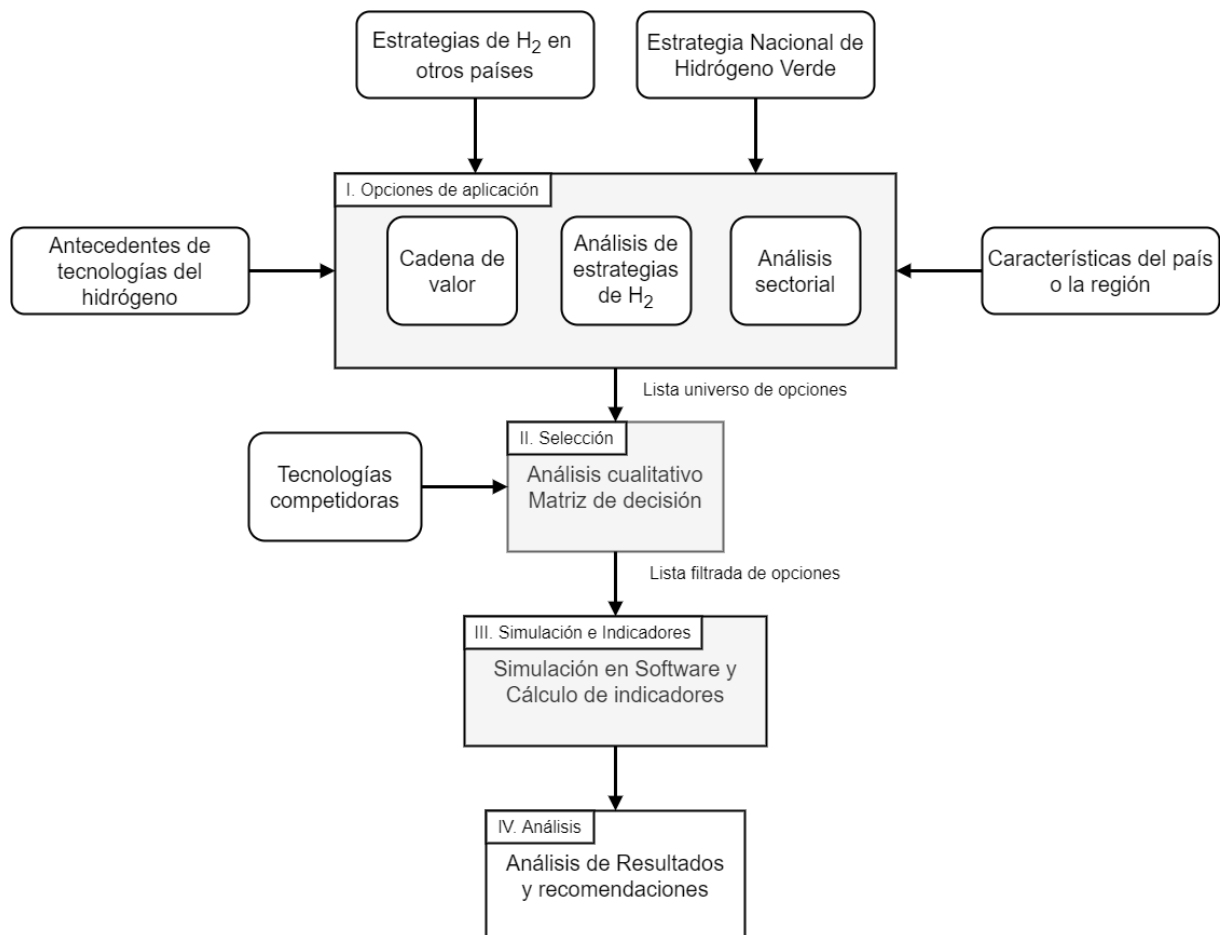 Estrategias de H₂ en
otros países
Estrategia Nacional de
Hidrógeno Verde
I. Opciones de aplicación
Antecedentes de
tecnologías del
hidrógeno
Cadena de
valor
Análisis de
estrategias
de H₂
Análisis
sectorial
Características del país
o la región
Lista universo de opciones
II. Selección
Tecnologías
competidoras
Análisis cualitativo
Matriz de decisión
Lista filtrada de opciones
III. Simulación e Indicadores
Simulación en Software y
Cálculo de indicadores
IV. Análisis
Análisis de Resultados
y recomendaciones